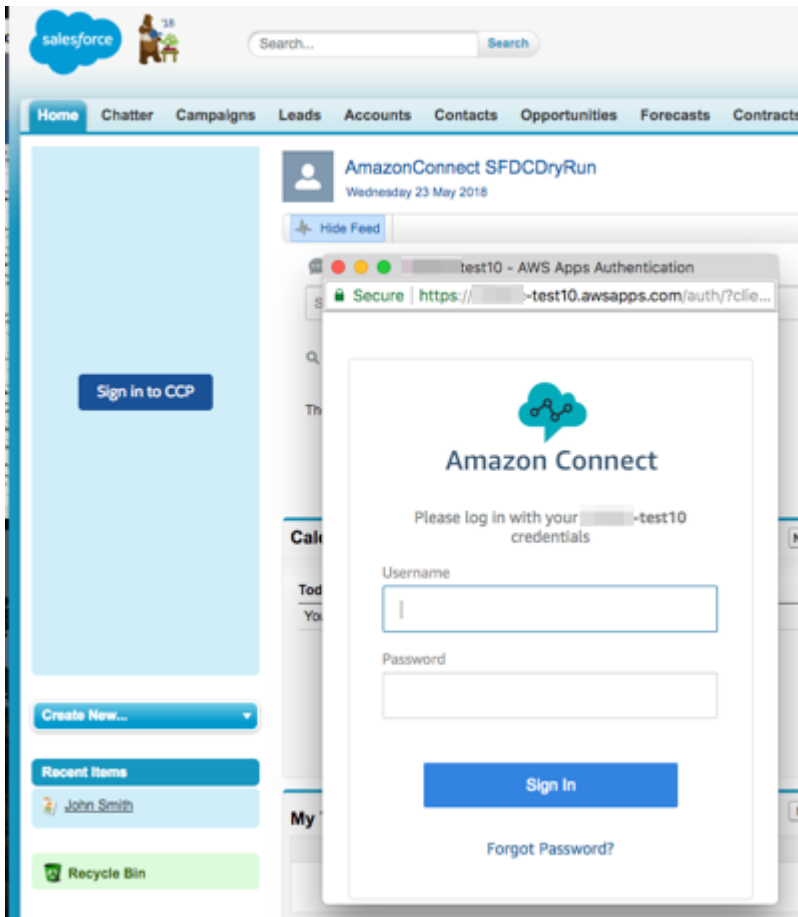 salesforce
'18
Search...
Search
Home Chatter Campaigns Leads Accounts Contacts Opportunities Forecasts Contracts
AmazonConnect SFDCDryRun
Wednesday 23 May 2018
Hide Feed
test10 - AWS Apps Authentication
Secure https:// -test10.awsapps.com/auth/?clie...
Sign in to CCP
Amazon Connect
Please log in with your -test10
credentials
Username
Password
Sign In
Forgot Password?
Create New...
Recent Items
John Smith
My
Recycle Bin